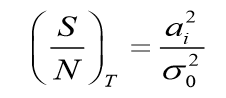 (S/N)_T = a_i^2 / σ_0^2